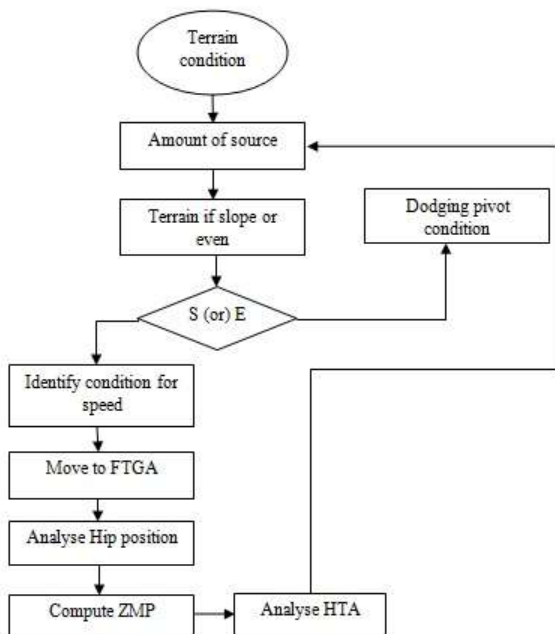 Terrain
condition
Amount of source
Terrain if slope or
even
Dodging pivot
condition
S (or) E
Identify condition for
speed
Move to FTGA
Analyse Hip position
Compute ZMP
Analyse HTA